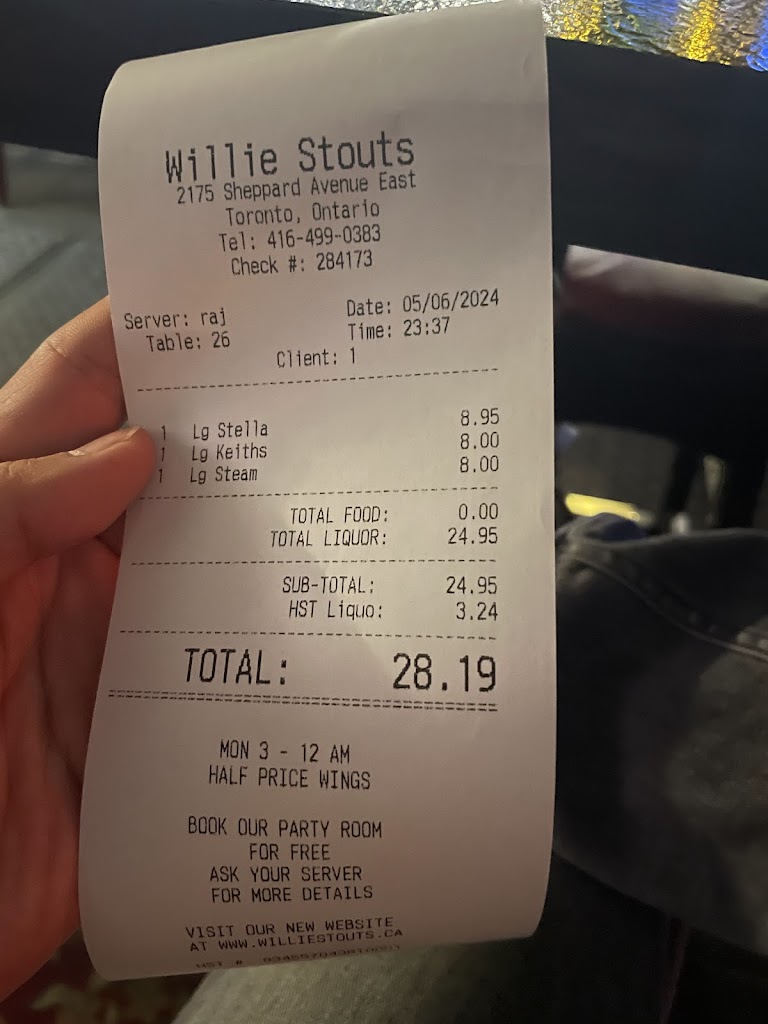 Willie Stouts
2175 Sheppard Avenue East
Toronto, Ontario
Tel: 416-499-0383
Check #: 284173
Server: raj Date: 05/06/2024
Table: 26 Time: 23:37
Client: 1
1 Lg Stella 8.95
1 Lg Keiths 8.00
1 Lg Steam 8.00
TOTAL FOOD: 0.00
TOTAL LIQUOR: 24.95
SUB-TOTAL: 24.95
HST Liquo: 3.24
TOTAL: 28.19
MON 3 - 12 AM
HALF PRICE WINGS
BOOK OUR PARTY ROOM
FOR FREE
ASK YOUR SERVER
FOR MORE DETAILS
VISIT OUR NEW WEBSITE
AT WWW.WILLIESTOUTS.CA
HST #